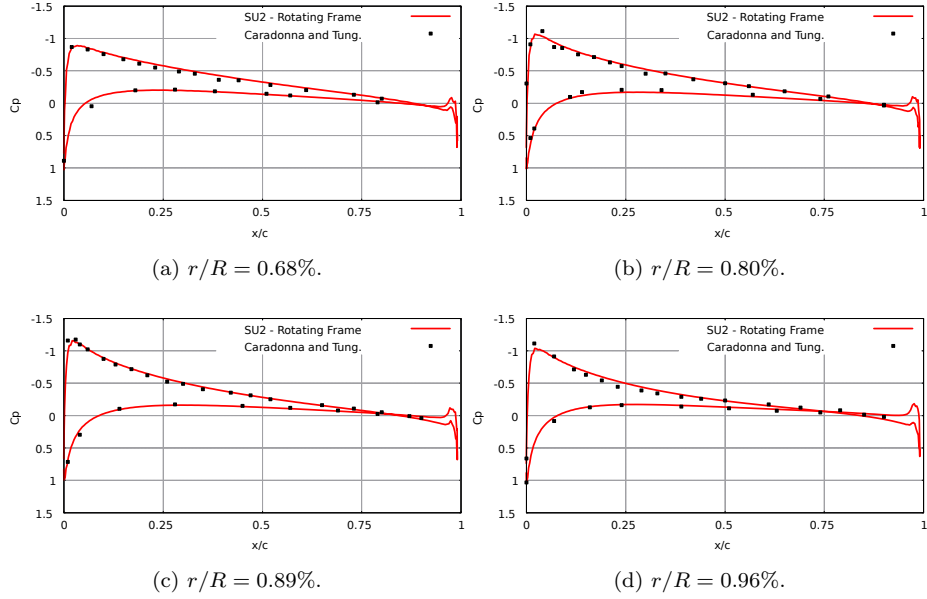 -1.5
-1
-0.5
0
0.5
1
1.5
Cp
0 0.25 0.5 0.75 1
x/c
SU2 - Rotating Frame
Caradonna and Tung.
(a) r/R = 0.68%.
-1.5
-1
-0.5
0
0.5
1
1.5
Cp
0 0.25 0.5 0.75 1
x/c
SU2 - Rotating Frame
Caradonna and Tung.
(b) r/R = 0.80%.
-1.5
-1
-0.5
0
0.5
1
1.5
Cp
0 0.25 0.5 0.75 1
x/c
SU2 - Rotating Frame
Caradonna and Tung.
(c) r/R = 0.89%.
-1.5
-1
-0.5
0
0.5
1
1.5
Cp
0 0.25 0.5 0.75 1
x/c
SU2 - Rotating Frame
Caradonna and Tung.
(d) r/R = 0.96%.